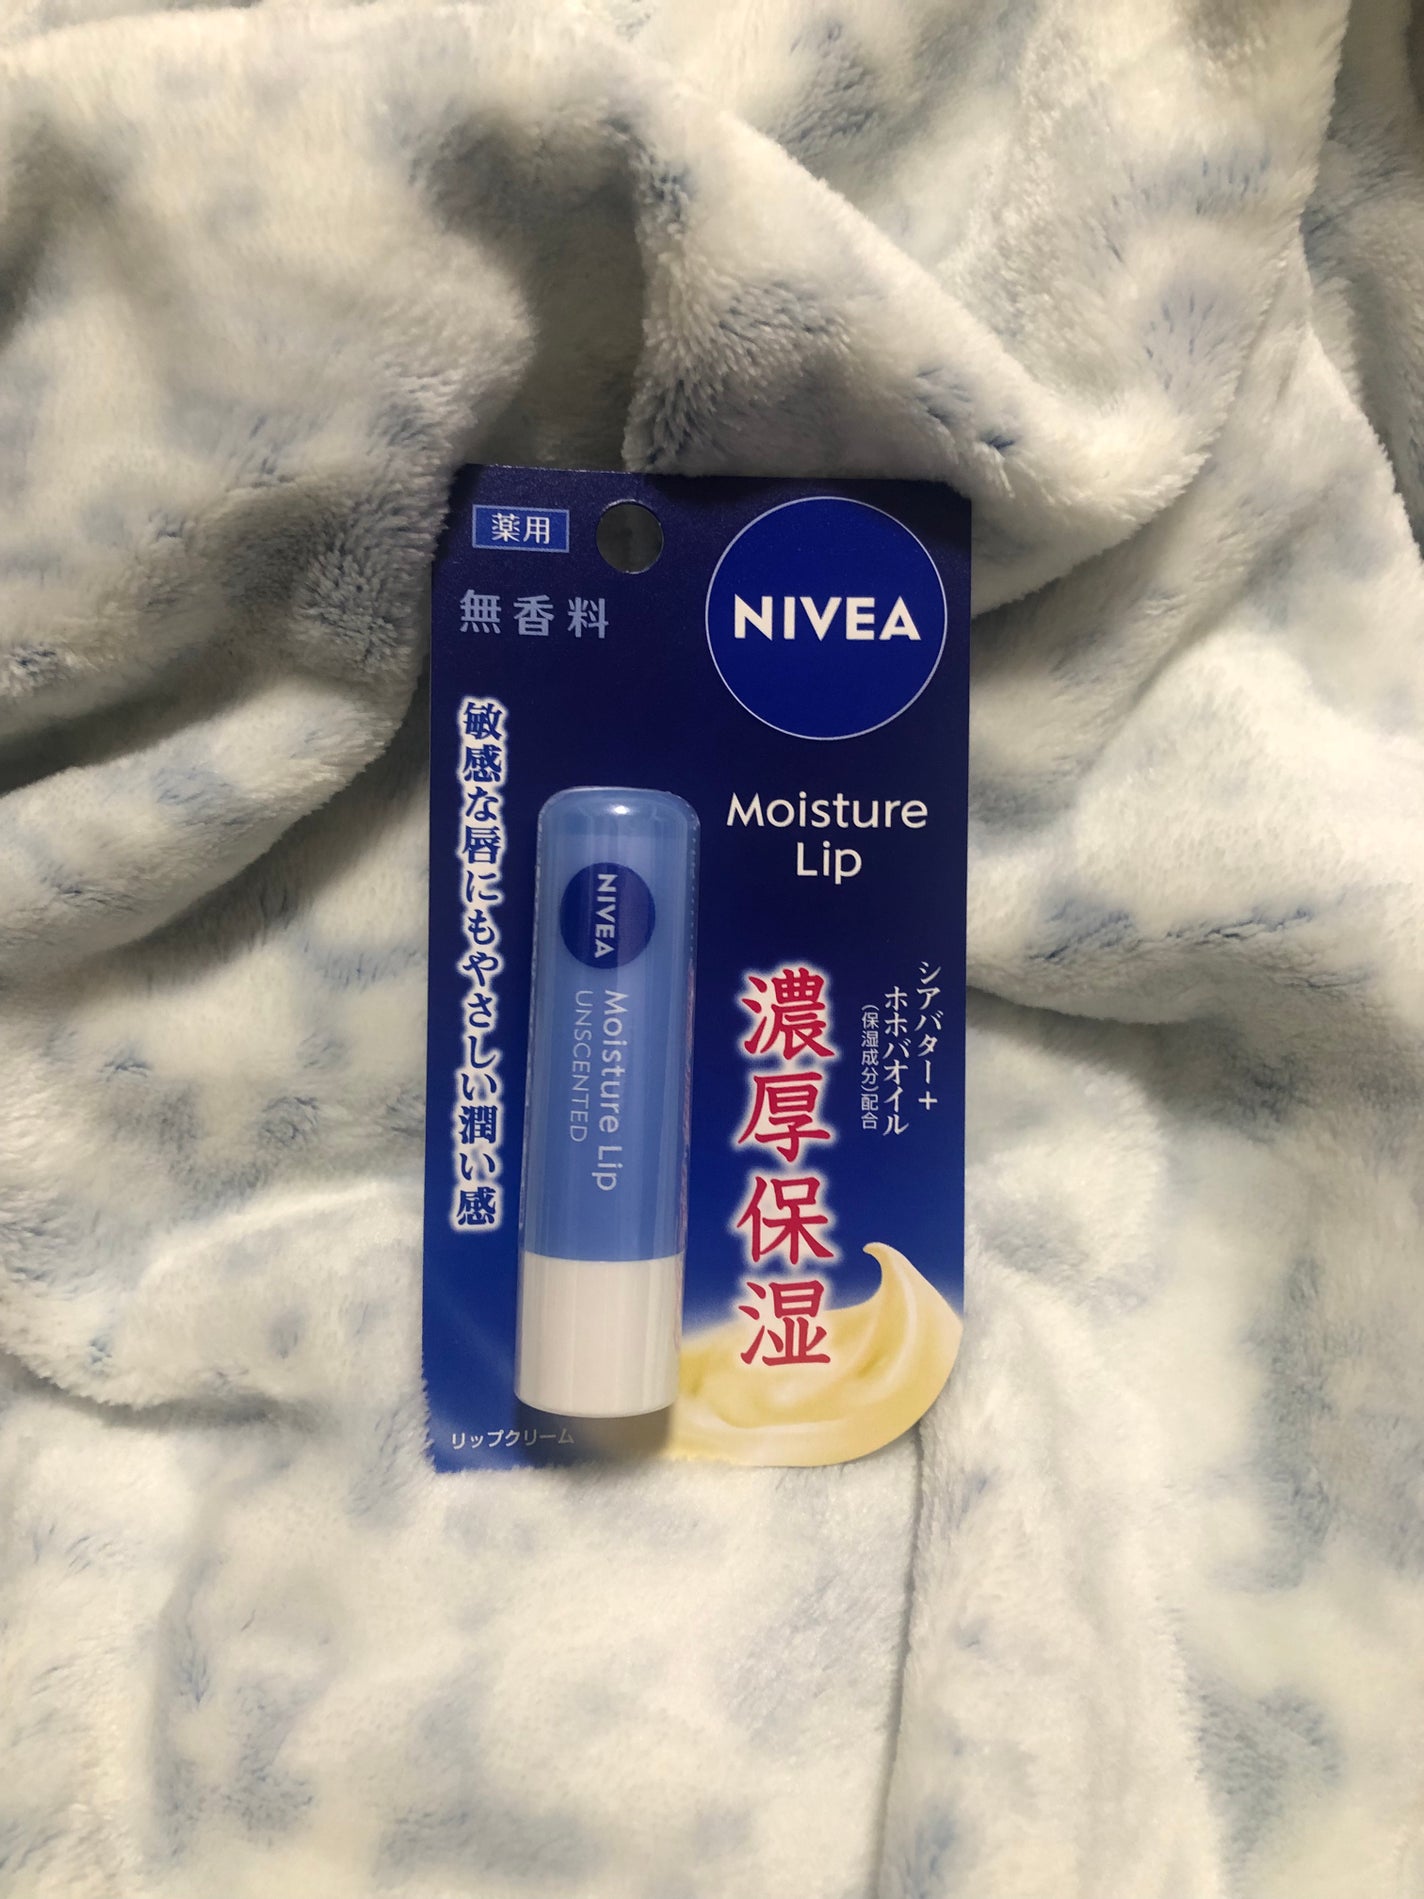 薬用
無香料
NIVEA
Moisture
Lip
敏感な唇にもやさしい潤い感
シアバター+
ホホバオイル
(保湿成分)配合
濃厚保湿
NIVEA
Moisture Lip
UNSCENTED
リップクリーム